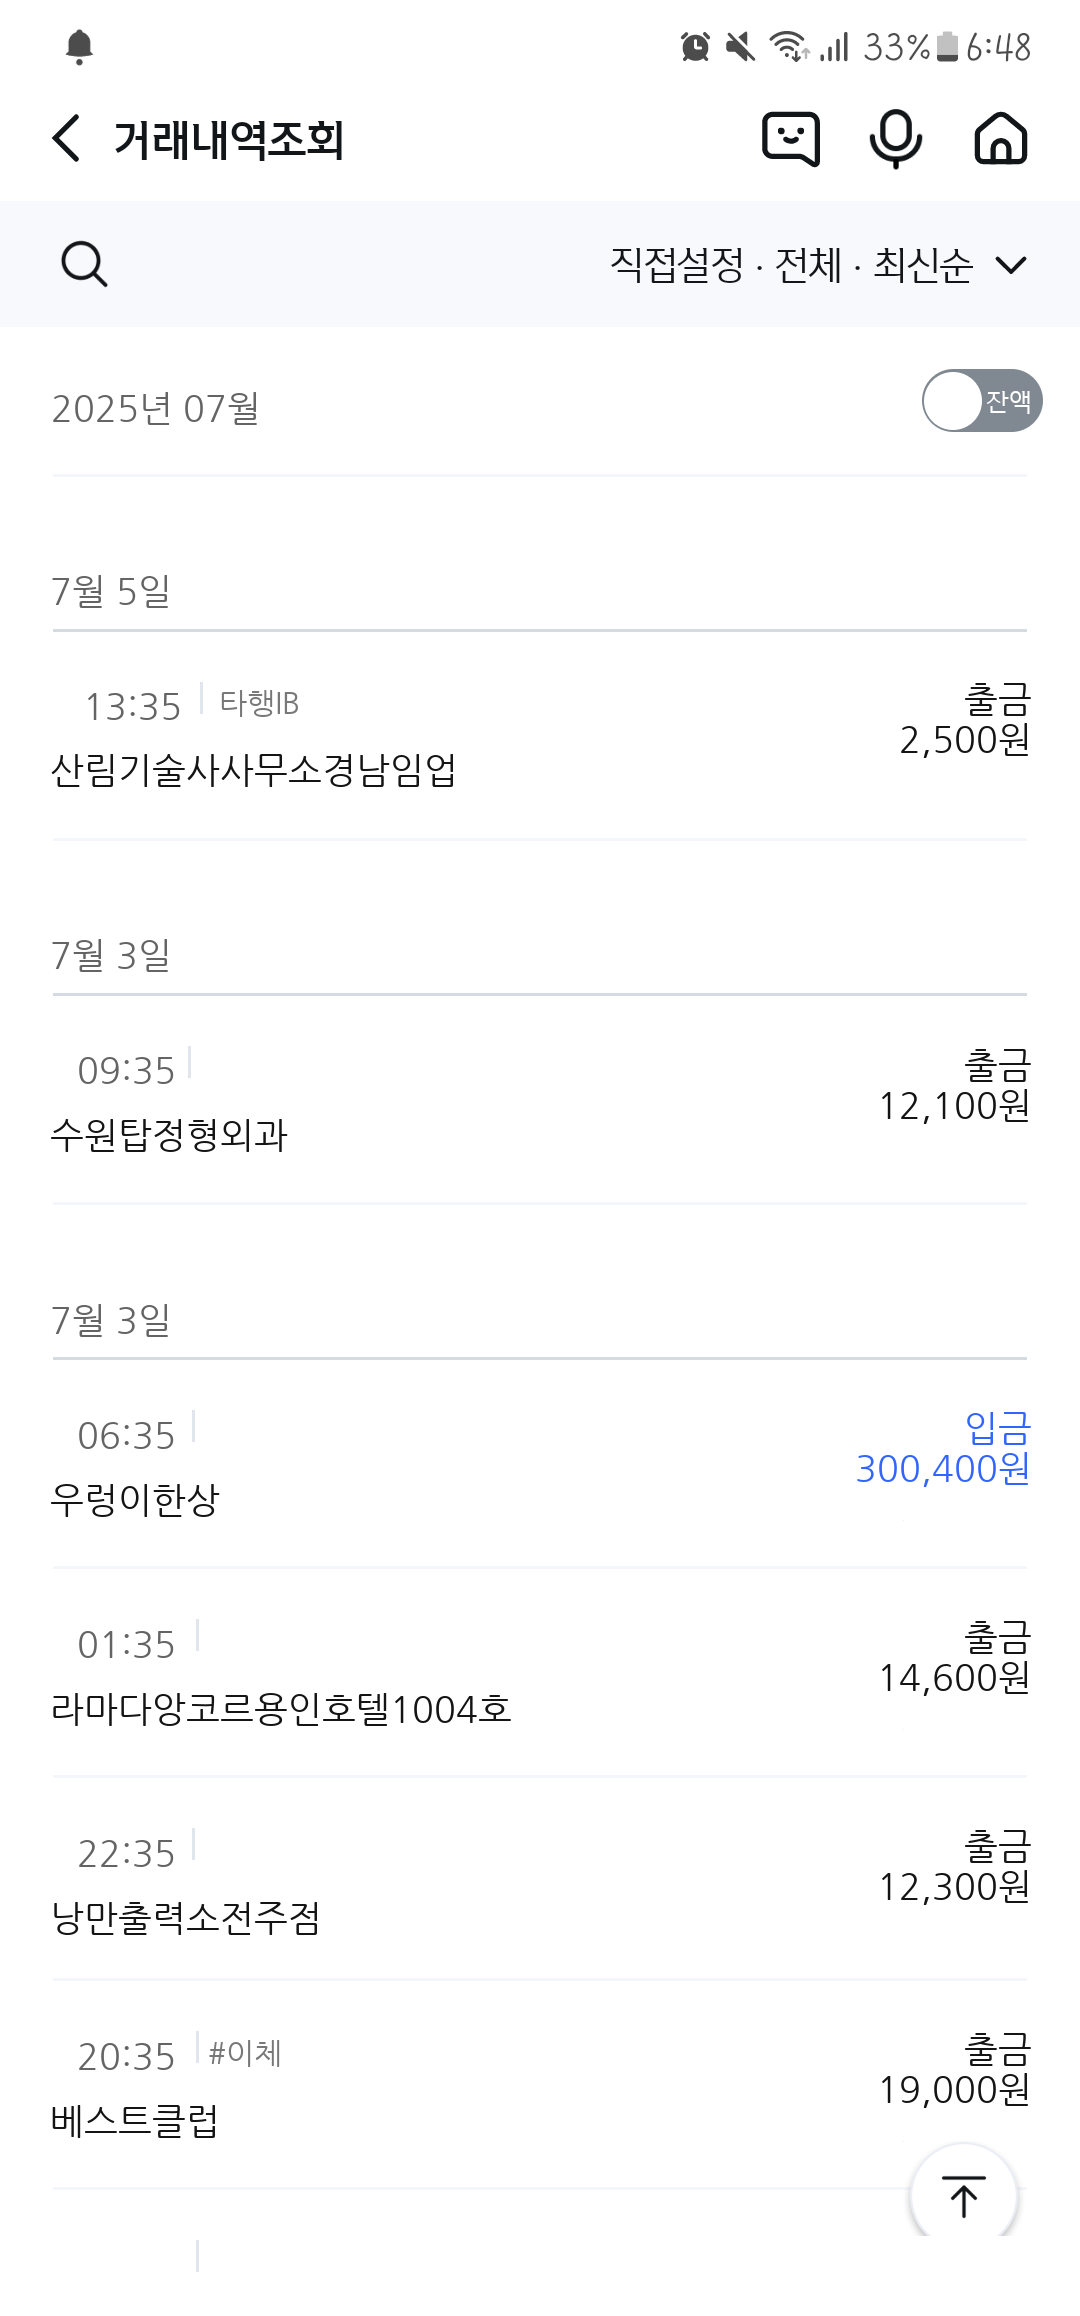 33% 6:48
거래내역조회
직접설정 · 전체 · 최신순
2025년 07월
잔액
7월 5일
13:35 타행IB
출금
2,500원
산림기술사사무소경남임업
7월 3일
09:35
출금
12,100원
수원탑정형외과
7월 3일
06:35
입금
300,400원
우렁이한상
01:35
출금
14,600원
라마다앙코르용인호텔1004호
22:35
출금
12,300원
낭만출력소전주점
20:35 #이체
출금
19,000원
베스트클럽